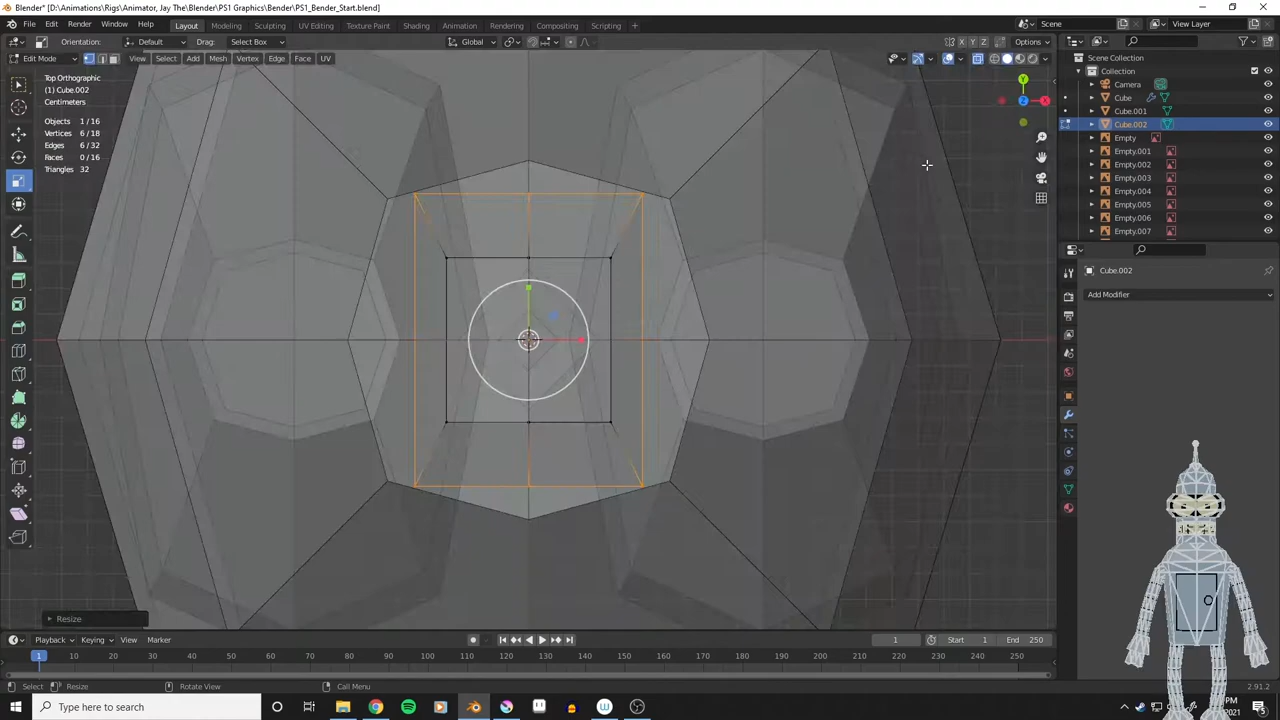 Blender* [D:\Animations\Rigs\Animator, Jay The\Blender\PS1 Graphics\Bender\PS1_Bender_Start.blend]
File Edit Render Window Help Layout Modeling Sculpting UV Editing Texture Paint Shading Animation Rendering Compositing Scripting + Scene View Layer
Orientation: Default Drag: Select Box Global X Y Z Options
Edit Mode View Select Add Mesh Vertex Edge Face UV
Top Orthographic
(1) Cube.002
Centimeters
Objects 1/16
Vertices 6/18
Edges 6/32
Faces 0/16
Triangles 32
Y
Z X
Scene Collection
Collection
Camera
Cube
Cube.001
Cube.002
Empty
Empty.001
Empty.002
Empty.003
Empty.004
Empty.005
Empty.006
Empty.007
Cube.002
Add Modifier
Resize
Playback Keying View Marker 1 Start 1 End 250
1 10 20 30 40 50 60 70 80 90 100 110 120 130 140 150 160 170 180 190 200 210 220 230 240 250
Select Resize Rotate View Call Menu 2.91.2
Type here to search